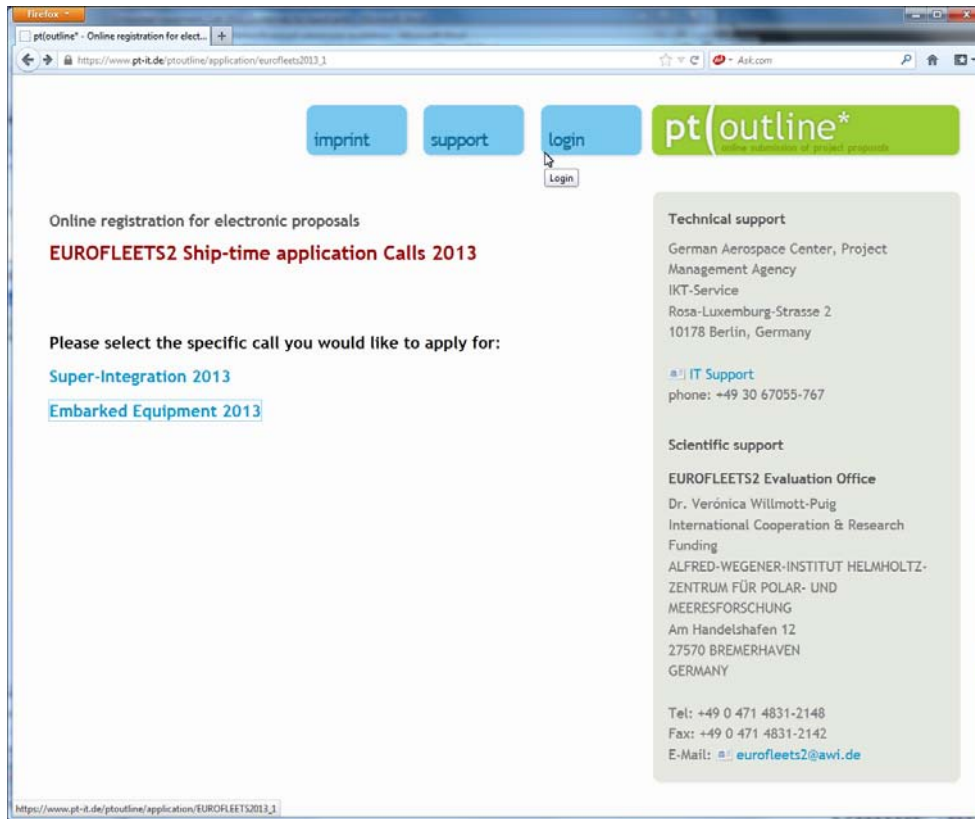 Firefox
pt(outline* - Online registration for elect...
https://www.pt-it.de/ptoutline/application/eurofleets2013_1
Ask.com
imprint
support
login
pt(outline*
online submission of project proposals
Login
Online registration for electronic proposals
EUROFLEETS2 Ship-time application Calls 2013
Please select the specific call you would like to apply for:
Super-Integration 2013
Embarked Equipment 2013
Technical support
German Aerospace Center, Project
Management Agency
IKT-Service
Rosa-Luxemburg-Strasse 2
10178 Berlin, Germany
IT Support
phone: +49 30 67055-767
Scientific support
EUROFLEETS2 Evaluation Office
Dr. Verónica Willmott-Puig
International Cooperation & Research
Funding
ALFRED-WEGENER-INSTITUT HELMHOLTZ-
ZENTRUM FÜR POLAR- UND
MEERESFORSCHUNG
Am Handelshafen 12
27570 BREMERHAVEN
GERMANY
Tel: +49 0 471 4831-2148
Fax: +49 0 471 4831-2142
E-Mail: eurofleets2@awi.de
https://www.pt-it.de/ptoutline/application/EUROFLEETS2013_1